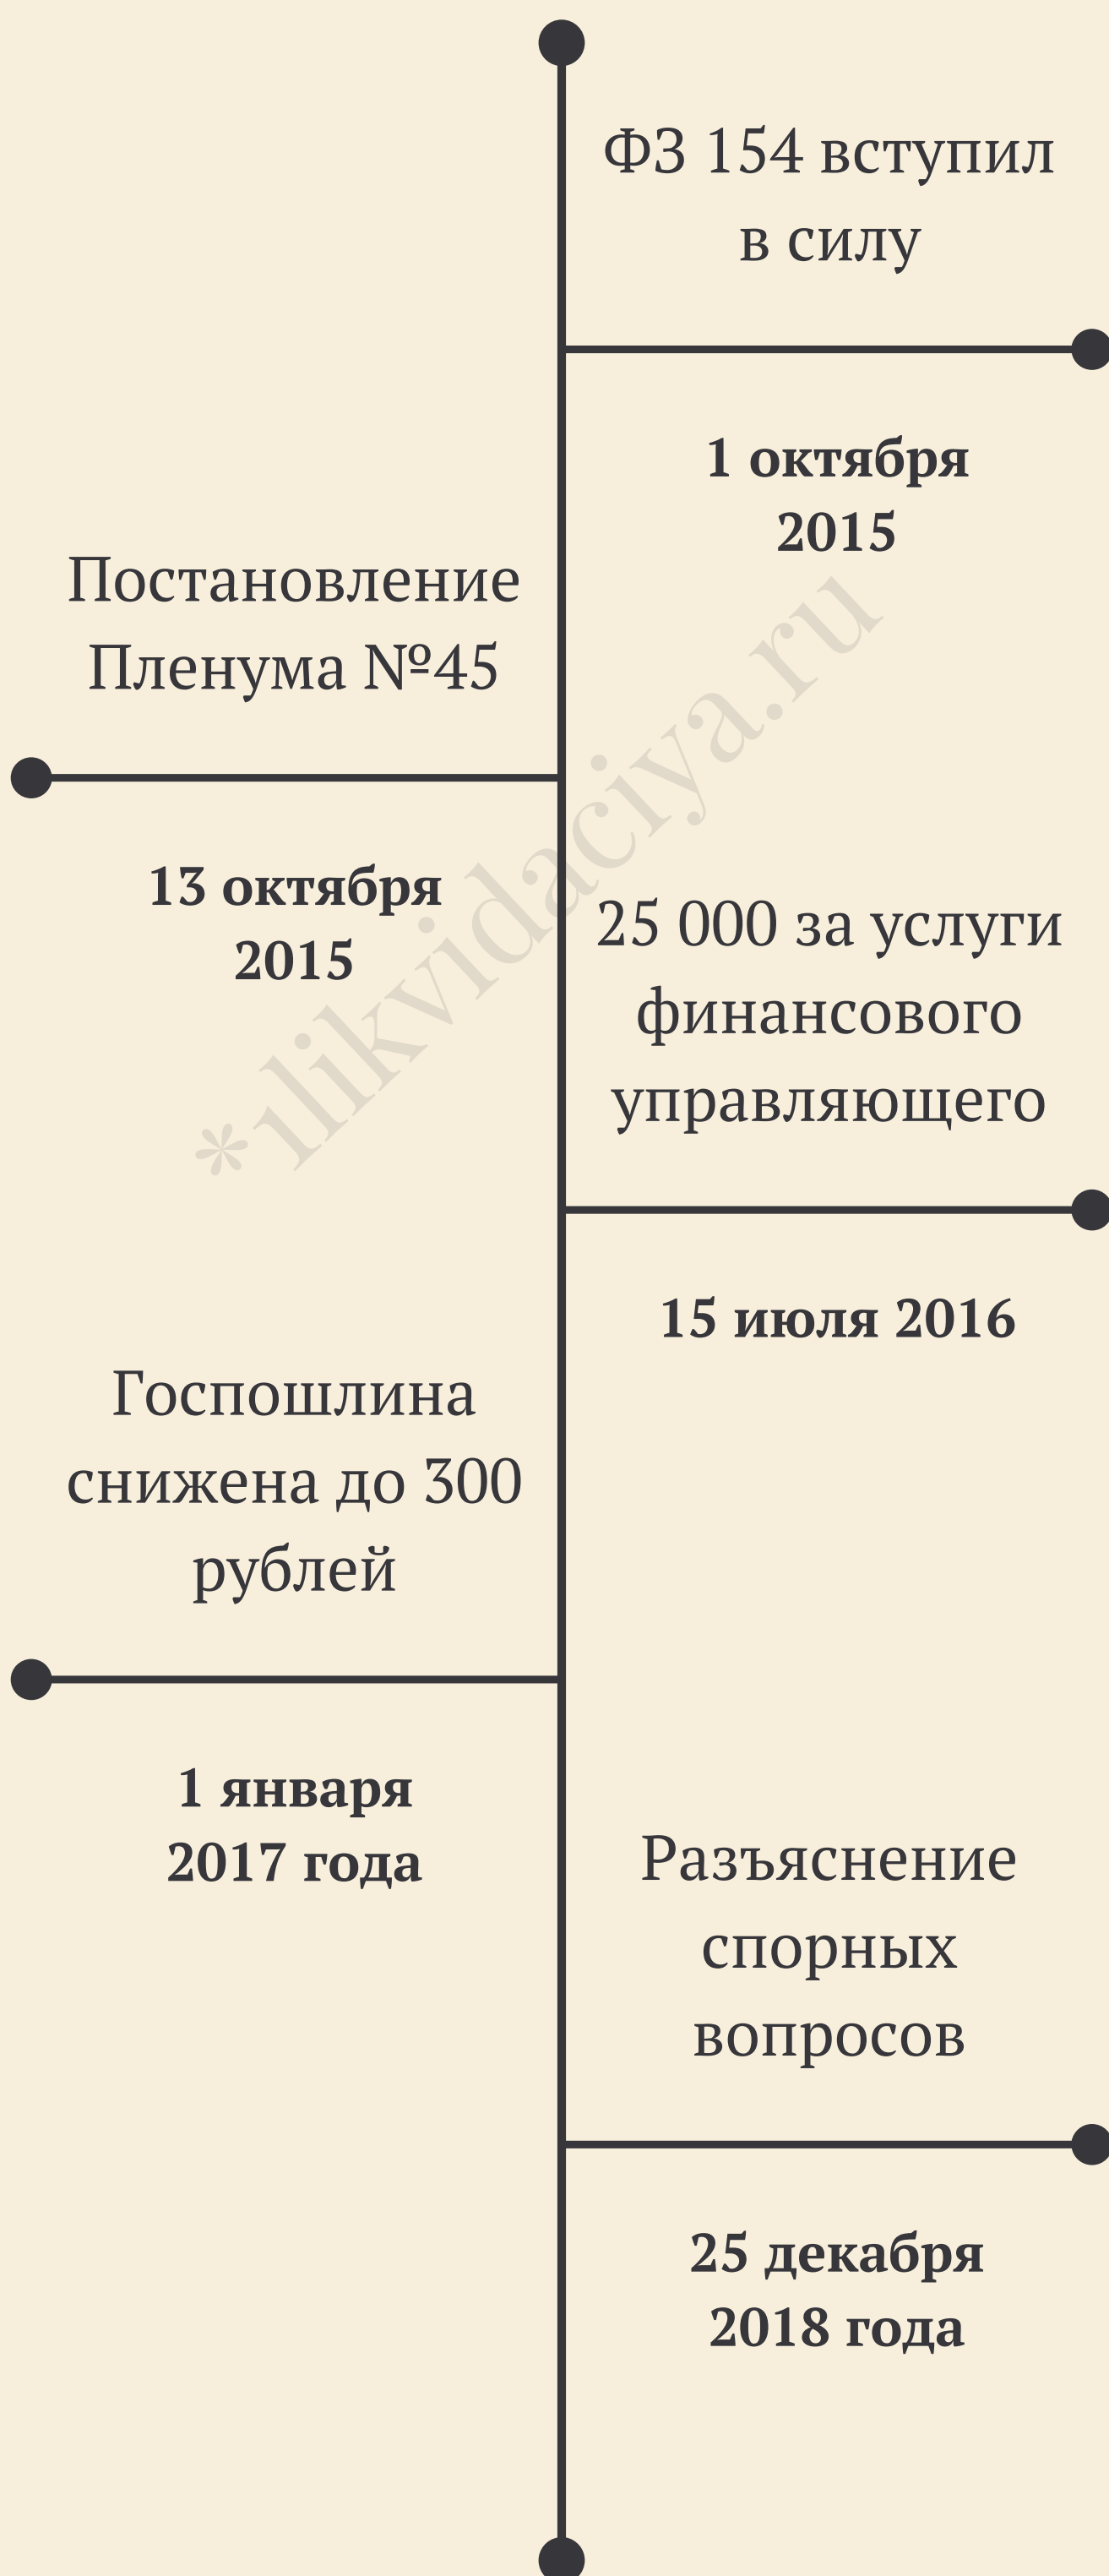 ФЗ 154 вступил
в силу
1 октября
2015
Постановление
Пленума №45
13 октября
2015
25 000 за услуги
финансового
управляющего
15 июля 2016
Госпошлина
снижена до 300
рублей
1 января
2017 года
Разъяснение
спорных
вопросов
25 декабря
2018 года
*1likvidaciya.ru